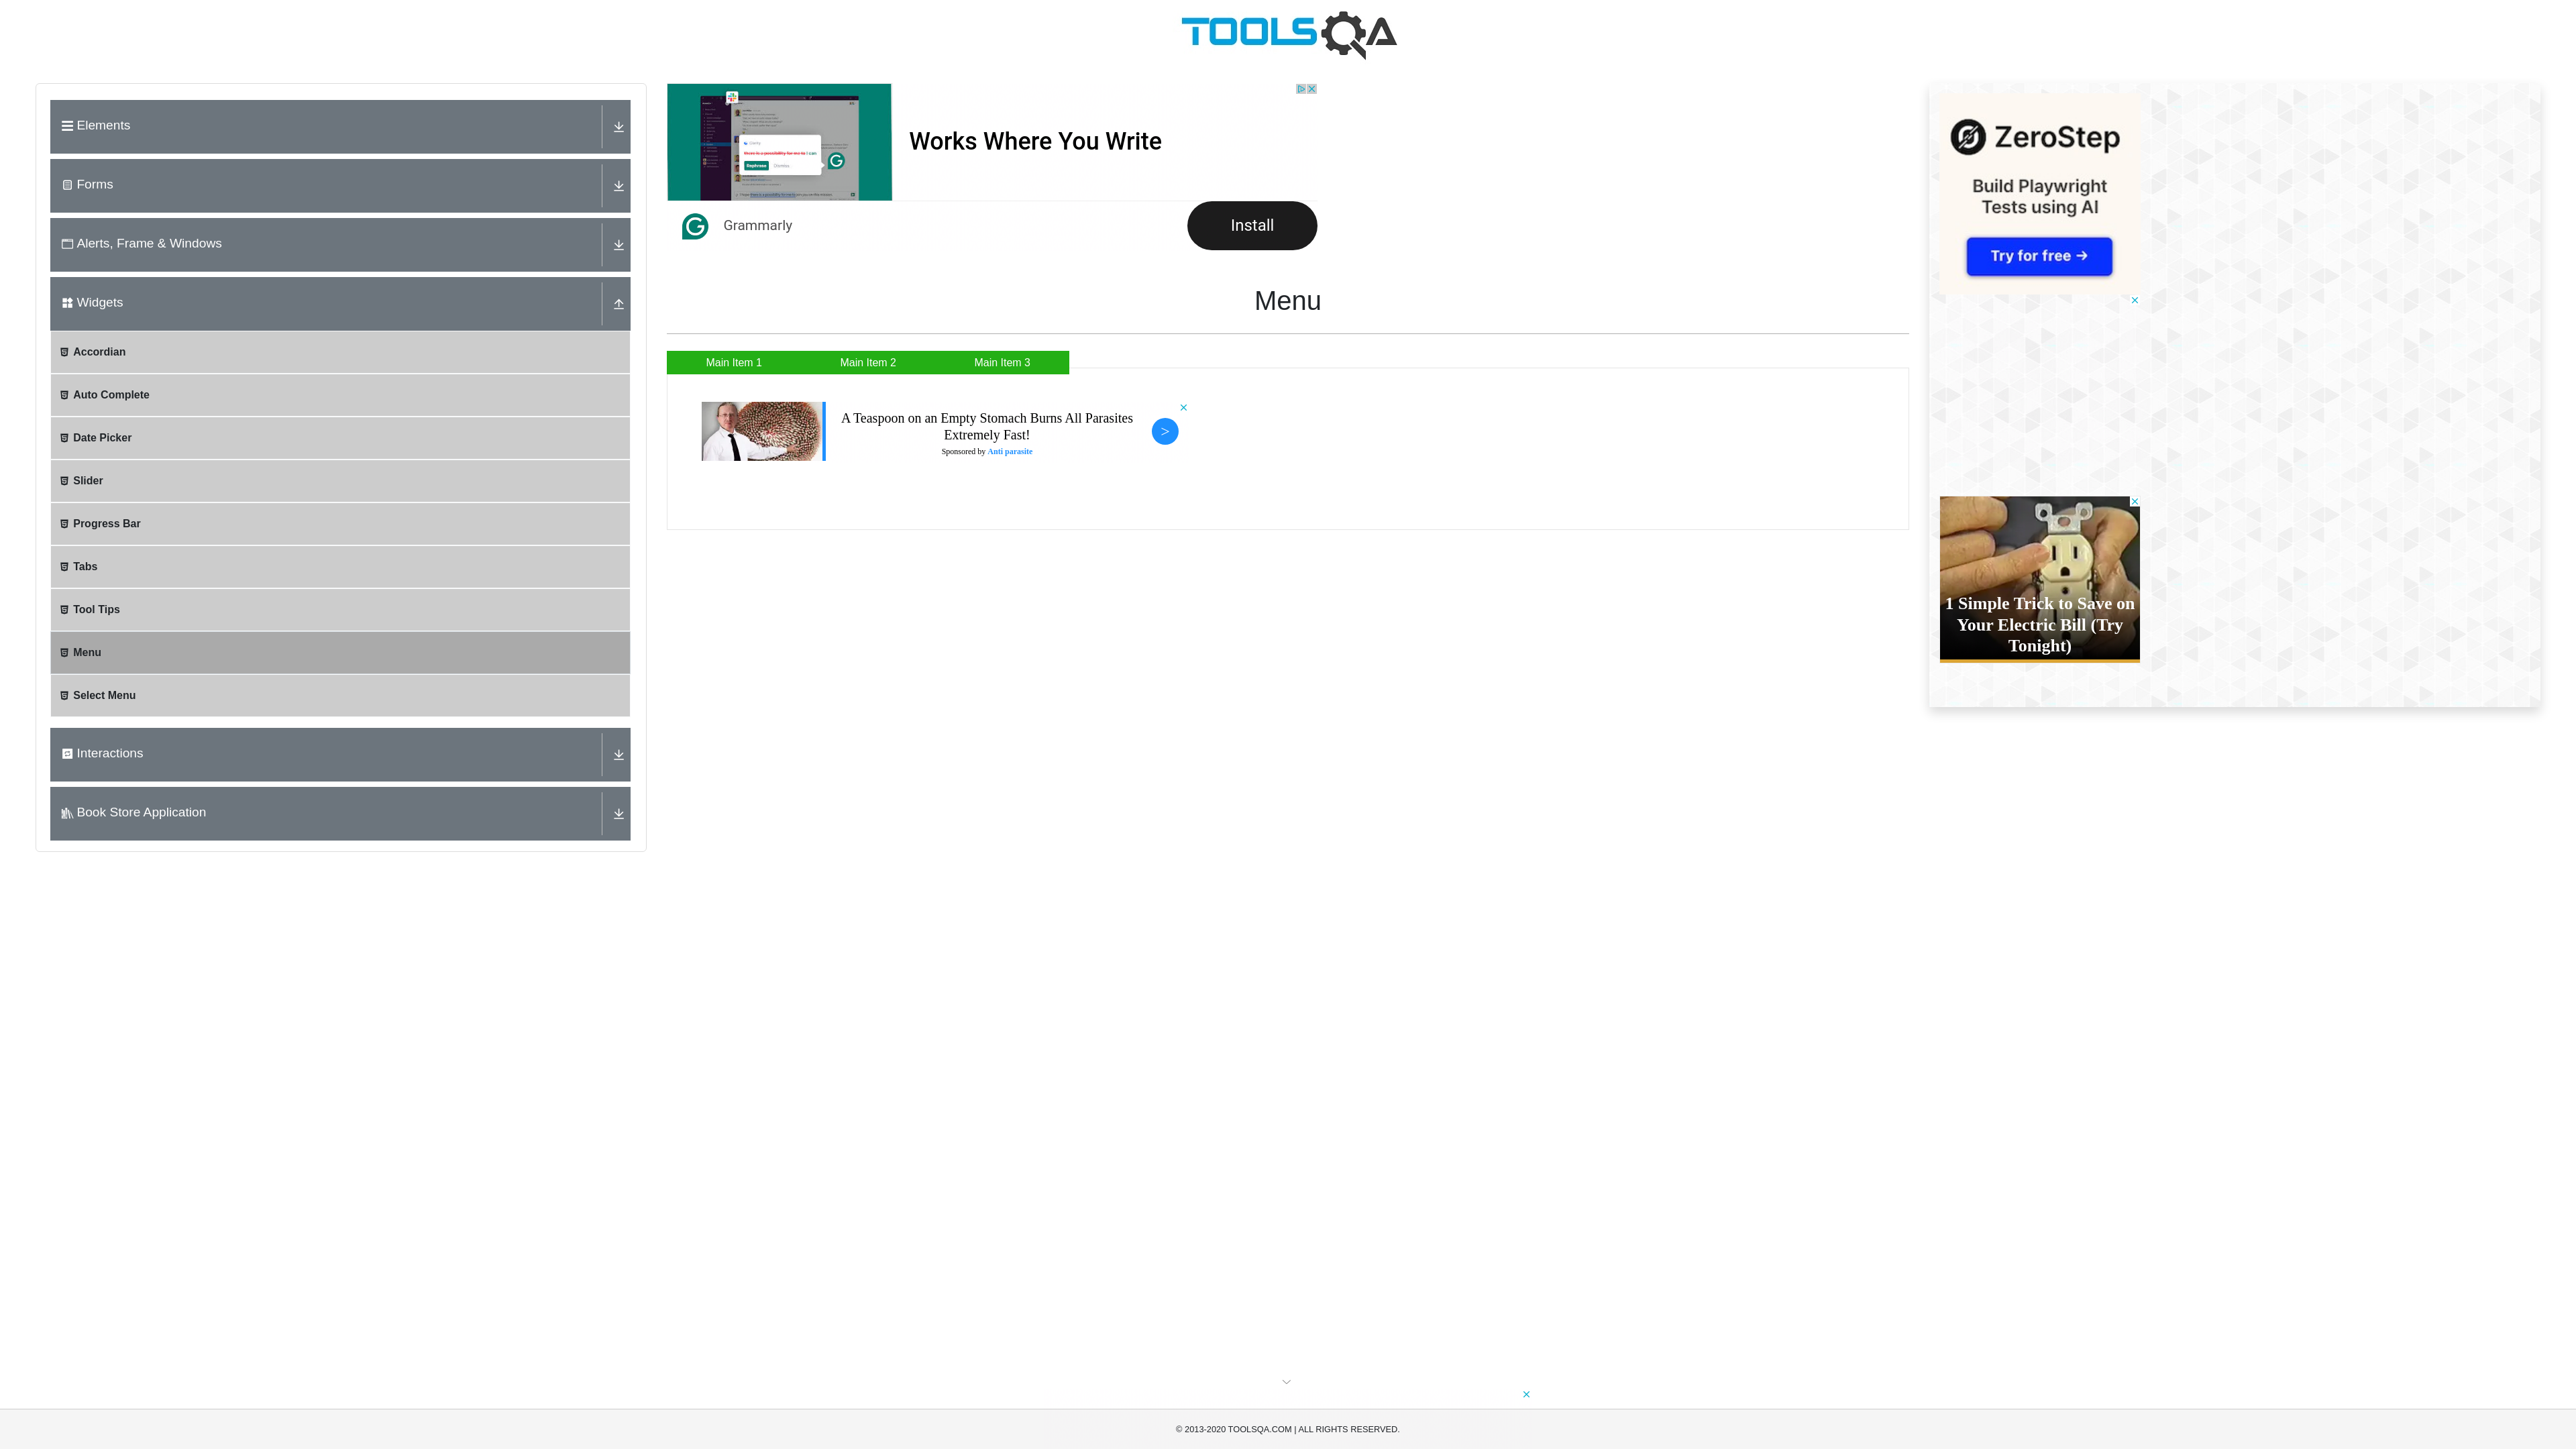 TOOLSQA
Elements
Forms
Alerts, Frame & Windows
Widgets
Accordian
Auto Complete
Date Picker
Slider
Progress Bar
Tabs
Tool Tips
Menu
Select Menu
Interactions
Book Store Application
Works Where You Write
Grammarly
Install
Menu
Main Item 1
Main Item 2
Main Item 3
A Teaspoon on an Empty Stomach Burns All Parasites
Extremely Fast!
Sponsored by Anti parasite
>
ZeroStep
Build Playwright
Tests using AI
Try for free →
1 Simple Trick to Save on
Your Electric Bill (Try
Tonight)
© 2013-2020 TOOLSQA.COM | ALL RIGHTS RESERVED.